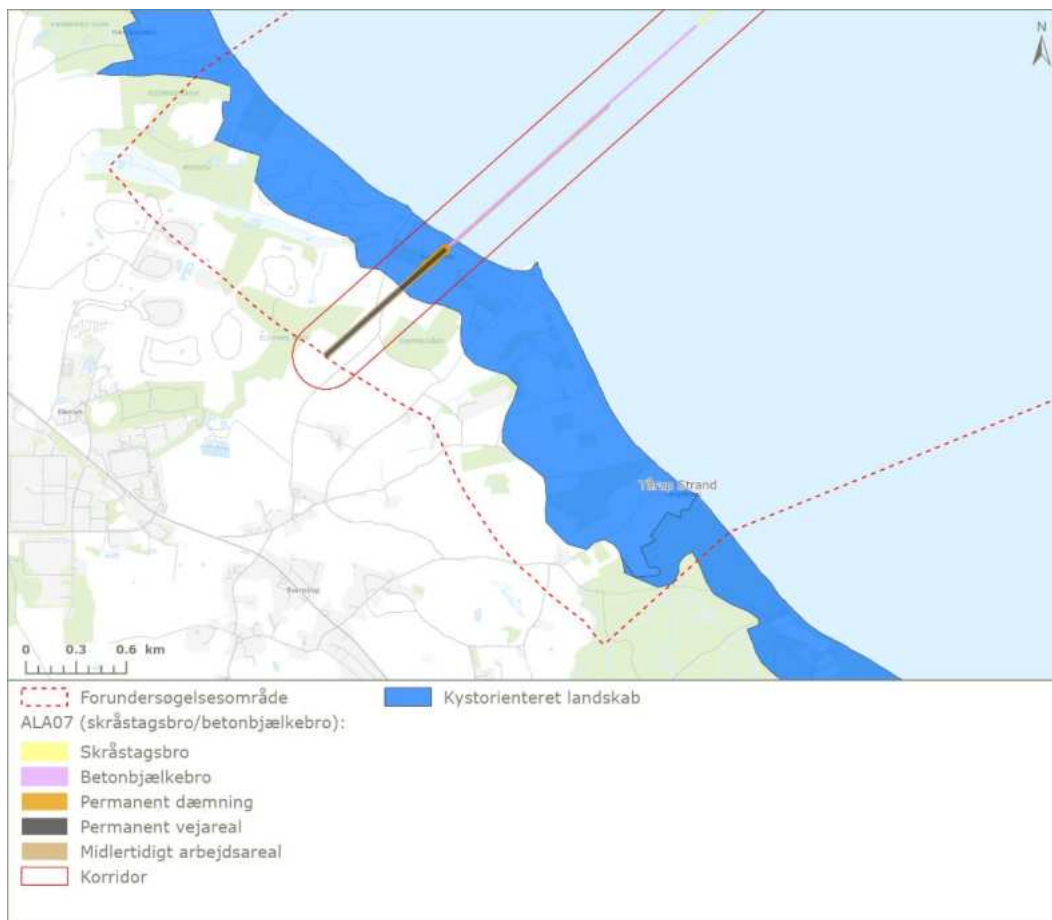 N
Tårup Strand
0 0.3 0.6 km
Forundersøgelsesområde
Kystorienteret landskab
ALA07 (skråstagsbro/betonbjælkebro):
Skråstagsbro
Betonbjælkebro
Permanent dæmning
Permanent vejareal
Midlertidigt arbejdsareal
Korridor